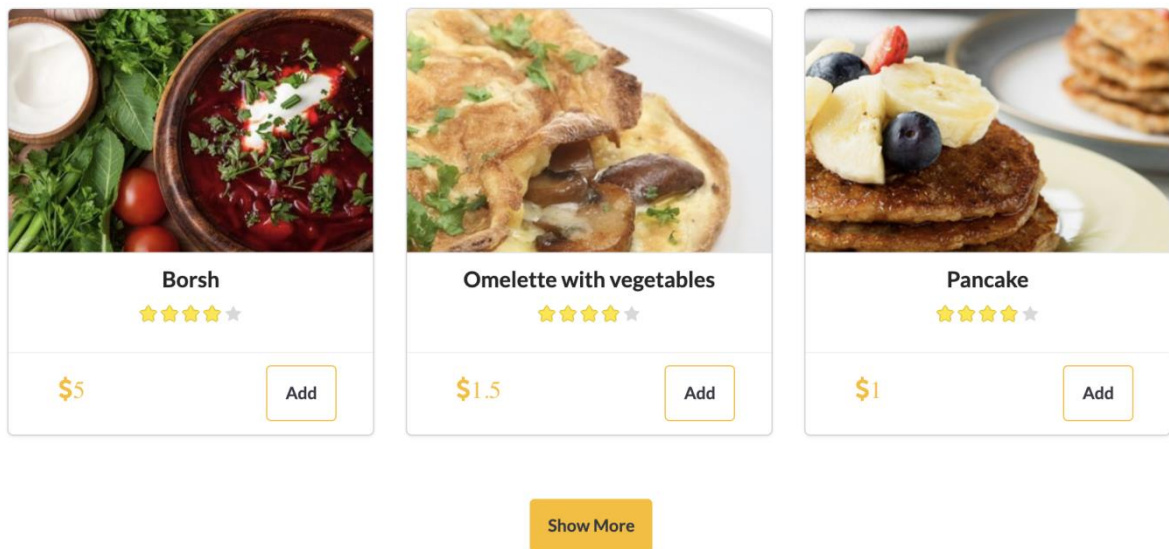 Borsh
Omelette with vegetables
Pancake
$5
Add
$1.5
Add
$1
Add
Show More